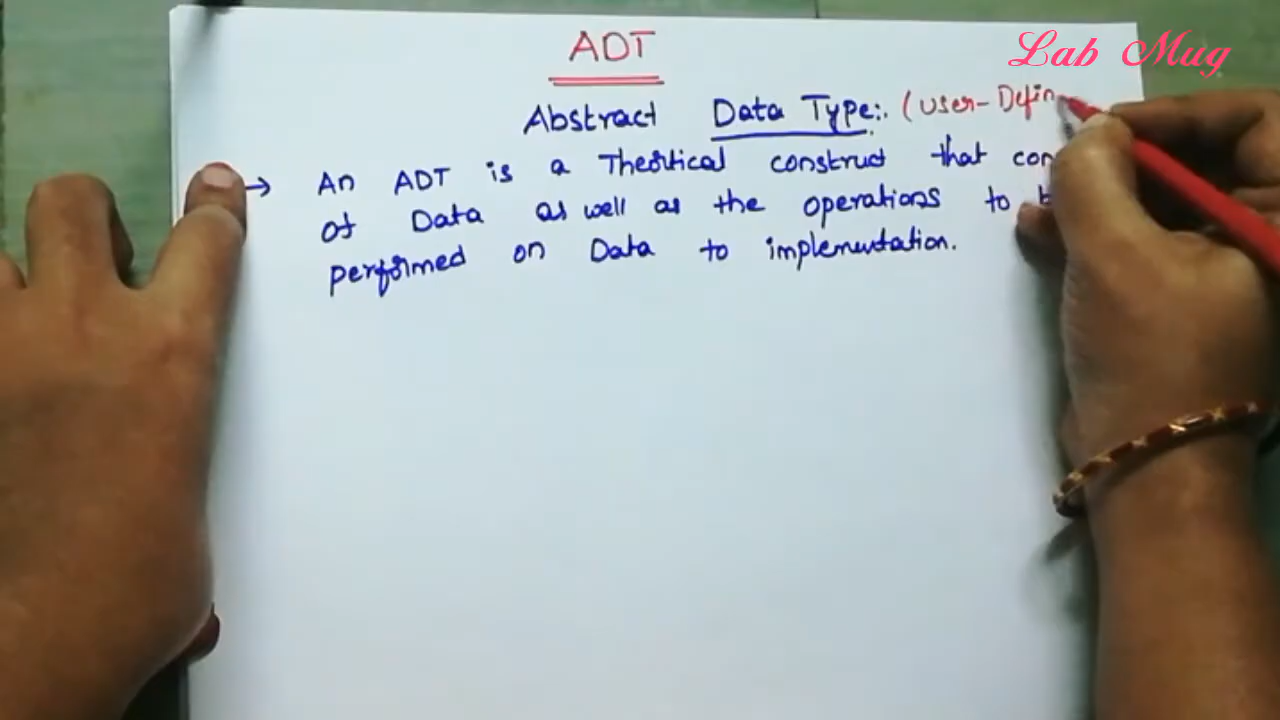 ADT
Lab Mug
Abstract Data Type:. (User-Defin
→ An ADT is a Theortical construct that con
of Data as well as the operations to b
performed on Data to implementation.